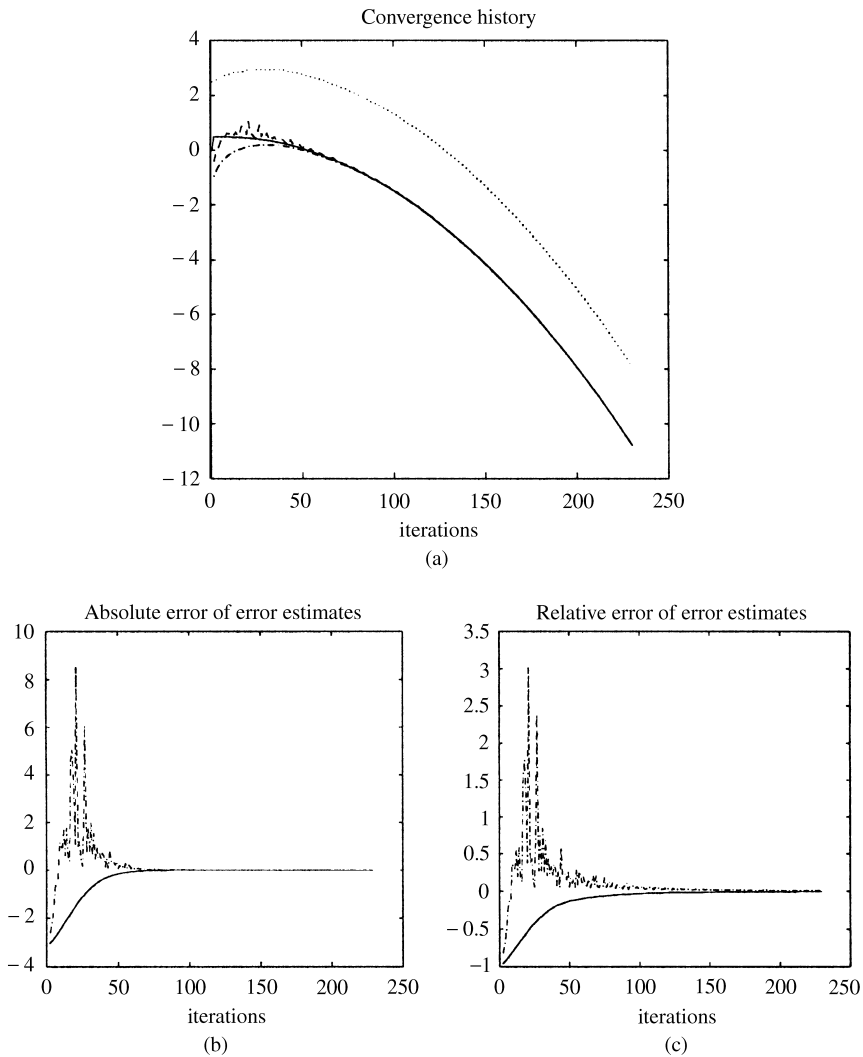 Convergence history
4
2
0
− 2
− 4
− 6
− 8
− 10
− 12
0 50 100 150 200 250
iterations
(a)
Absolute error of error estimates
10
8
6
4
2
0
− 2
− 4
0 50 100 150 200 250
iterations
(b)
Relative error of error estimates
3.5
3
2.5
2
1.5
1
0.5
0
− 0.5
−1
0 50 100 150 200 250
iterations
(c)